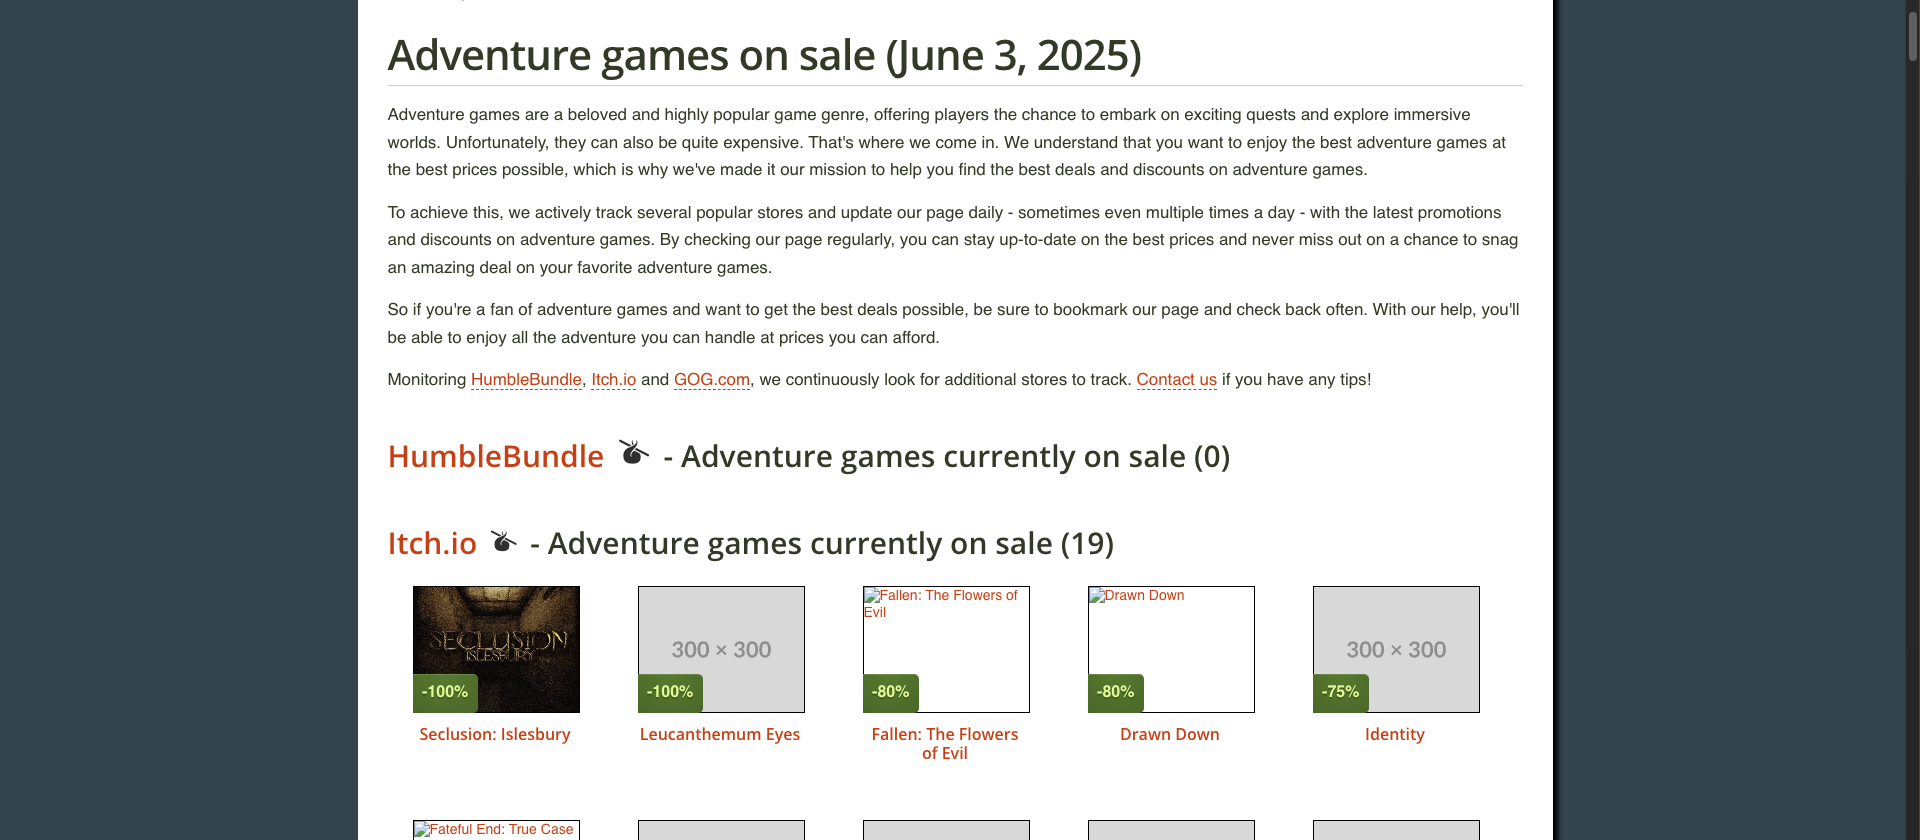 Adventure games on sale (June 3, 2025)
Adventure games are a beloved and highly popular game genre, offering players the chance to embark on exciting quests and explore immersive
worlds. Unfortunately, they can also be quite expensive. That's where we come in. We understand that you want to enjoy the best adventure games at
the best prices possible, which is why we've made it our mission to help you find the best deals and discounts on adventure games.
To achieve this, we actively track several popular stores and update our page daily - sometimes even multiple times a day - with the latest promotions
and discounts on adventure games. By checking our page regularly, you can stay up-to-date on the best prices and never miss out on a chance to snag
an amazing deal on your favorite adventure games.
So if you're a fan of adventure games and want to get the best deals possible, be sure to bookmark our page and check back often. With our help, you'll
be able to enjoy all the adventure you can handle at prices you can afford.
Monitoring HumbleBundle, Itch.io and GOG.com, we continuously look for additional stores to track. Contact us if you have any tips!
HumbleBundle - Adventure games currently on sale (0)
Itch.io - Adventure games currently on sale (19)
SECLUSION
ISLESBURY
-100%
Seclusion: Islesbury
300 × 300
-100%
Leucanthemum Eyes
Fallen: The Flowers of
Evil
-80%
Fallen: The Flowers
of Evil
Drawn Down
-80%
Drawn Down
300 × 300
-75%
Identity
Fateful End: True Case